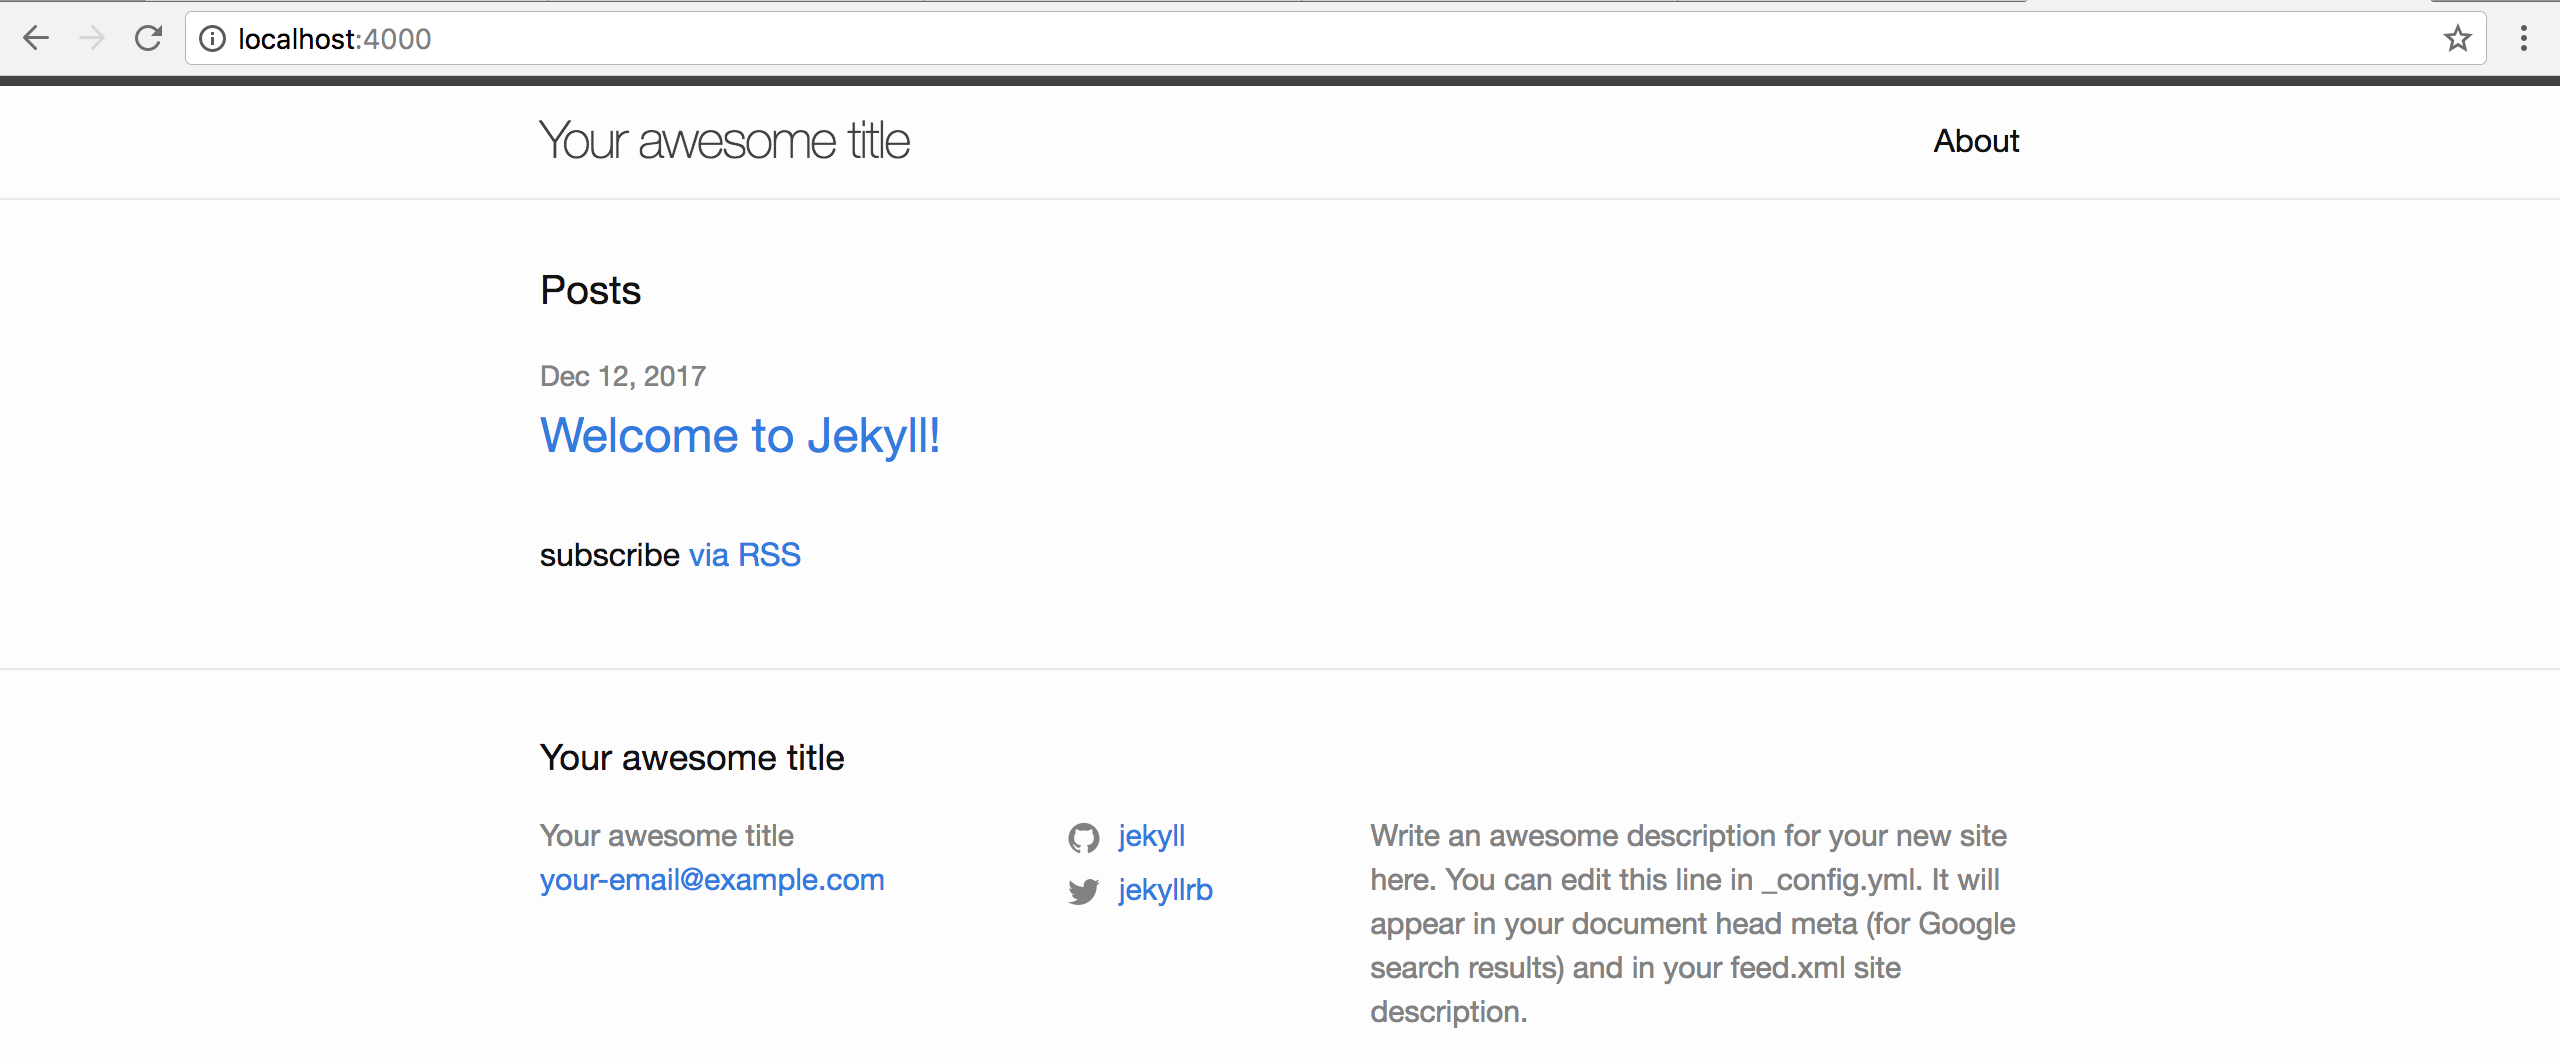 localhost:4000
Your awesome title
About
Posts
Dec 12, 2017
Welcome to Jekyll!
subscribe via RSS
Your awesome title
Your awesome title
your-email@example.com
jekyll
jekyllrb
Write an awesome description for your new site
here. You can edit this line in _config.yml. It will
appear in your document head meta (for Google
search results) and in your feed.xml site
description.